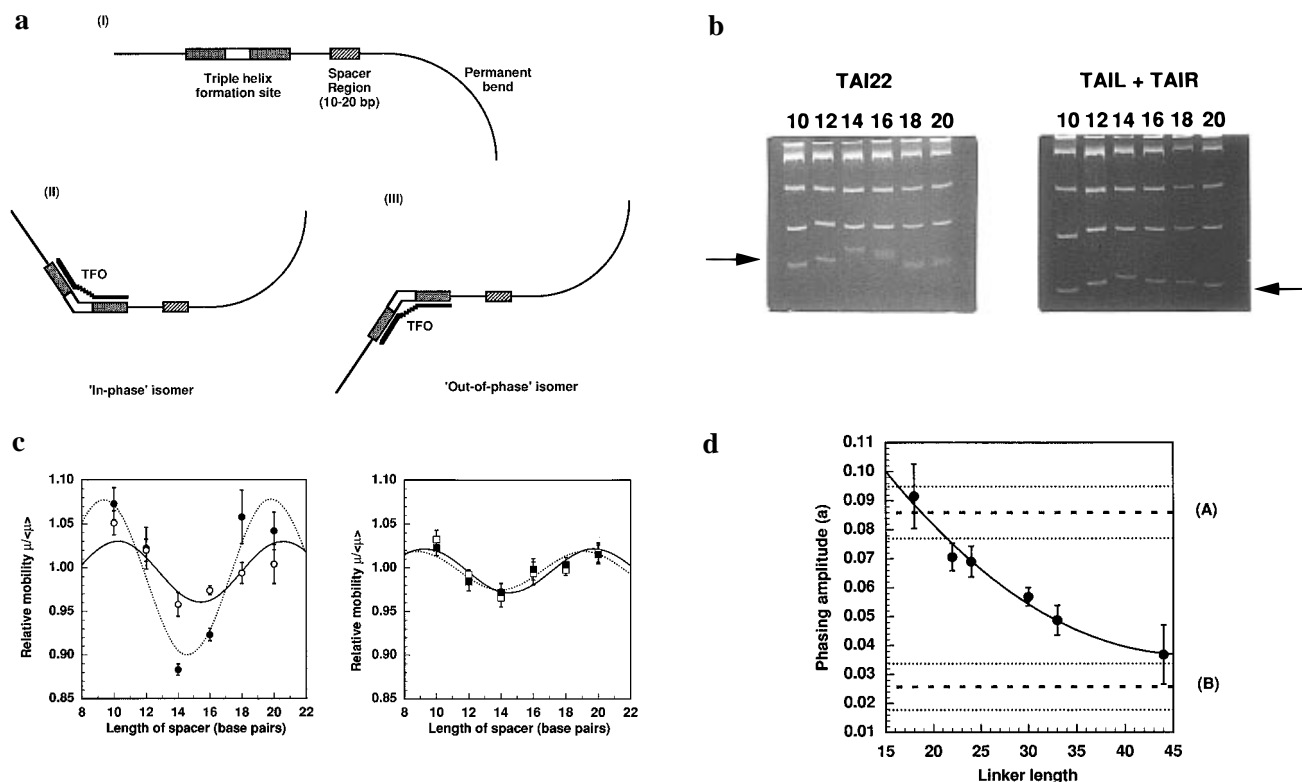 a
(I)
Triple helix
formation site
Spacer
Region
(10-20 bp)
Permanent
bend
(II)
TFO
'In-phase' isomer
(III)
TFO
'Out-of-phase' isomer
b
TAI22
10 12 14 16 18 20
TAIL + TAIR
10 12 14 16 18 20
c
Relative mobility μ/<μ>
1.10
1.05
1.00
0.95
0.90
0.85
8 10 12 14 16 18 20 22
Length of spacer (base pairs)
Relative mobility μ/<μ>
1.10
1.05
1.00
0.95
0.90
0.85
8 10 12 14 16 18 20 22
Length of spacer (base pairs)
d
Phasing amplitude (a)
0.11
0.10
0.09
0.08
0.07
0.06
0.05
0.04
0.03
0.02
0.01
(A)
(B)
15 20 25 30 35 40 45
Linker length